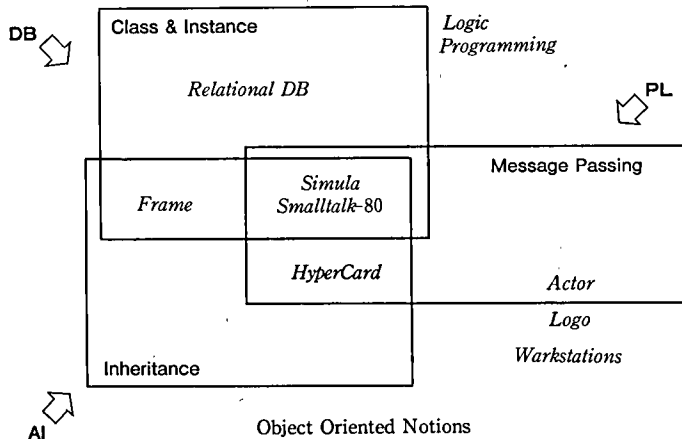 DB
Class & Instance
Logic
Programming
Relational DB
PL
Message Passing
Frame
Simula
Smalltalk-80
HyperCard
Actor
Logo
Warkstations
Inheritance
AI
Object Oriented Notions